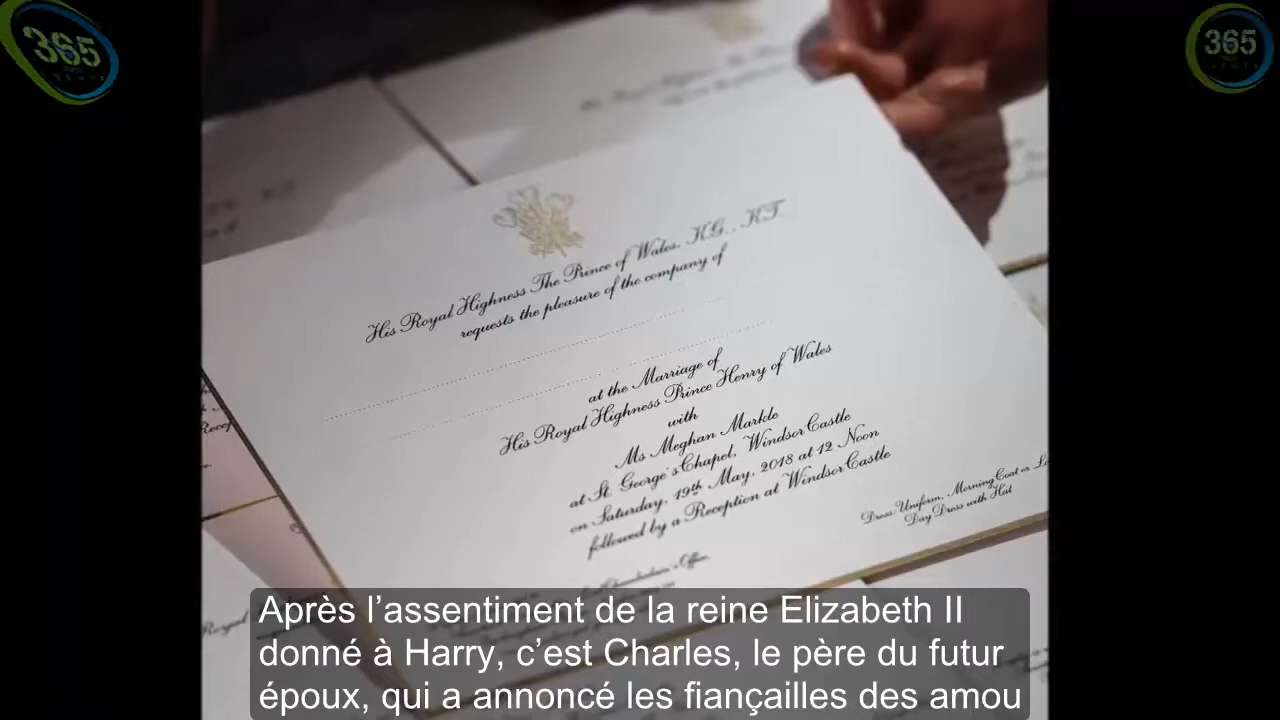 365
365
His Royal Highness The Prince of Wales, K.G., K.T.
requests the pleasure of the company of
at the Marriage of
His Royal Highness Prince Henry of Wales
with
Ms Meghan Markle
at St. George's Chapel, Windsor Castle
on Saturday, 19th May, 2018 at 12 Noon
followed by a Reception at Windsor Castle
Dress: Uniform, Morning Coat or
Day Dress with Hat
Chamberlain's Office,
Après l’assentiment de la reine Elizabeth II
donné à Harry, c’est Charles, le père du futur
époux, qui a annoncé les fiançailles des amou